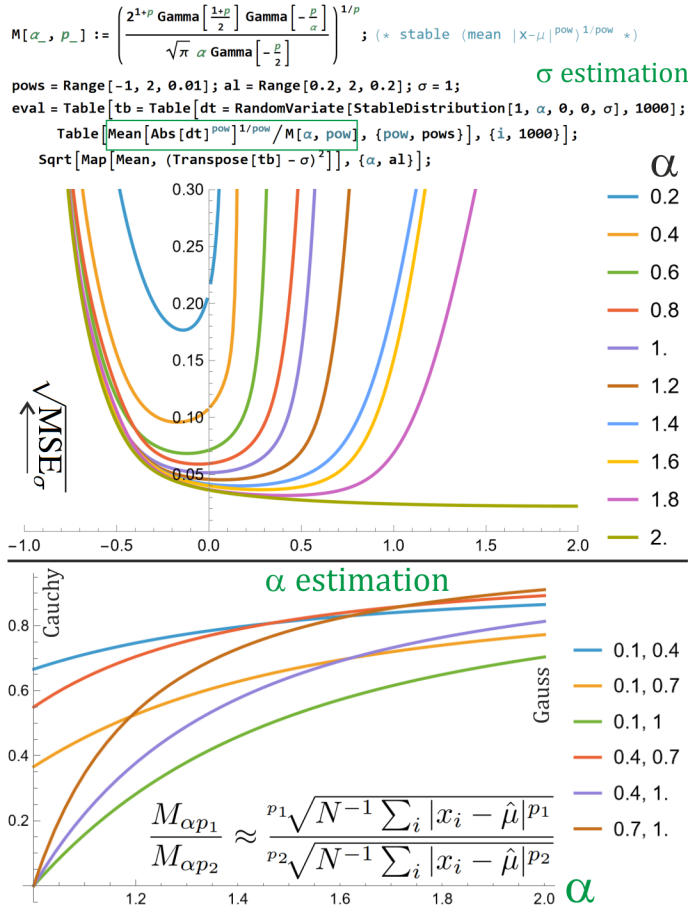 M[α_, p_] := (2^(1+p) Gamma[(1+p)/2] Gamma[-p/α] / (√π α Gamma[-p/2]))^(1/p) ; (* stable (mean |x-μ|^pow)^(1/pow) *)
pows = Range[-1, 2, 0.01]; al = Range[0.2, 2, 0.2]; σ = 1;
σ estimation
eval = Table[tb = Table[dt = RandomVariate[StableDistribution[1, α, 0, 0, σ], 1000];
Table[Mean[Abs[dt]^pow]^(1/pow) / M[α, pow], {pow, pows}], {i, 1000}];
Sqrt[Map[Mean, (Transpose[tb] - σ)^2]], {α, al}];
α
0.30
0.25
0.20
0.15
0.10
0.05
√MSE_σ
-1.0 -0.5 0.0 0.5 1.0 1.5 2.0
0.2
0.4
0.6
0.8
1.
1.2
1.4
1.6
1.8
2.
α estimation
Cauchy
0.8
0.6
0.4
0.2
Gauss
0.1, 0.4
0.1, 0.7
0.1, 1
0.4, 0.7
0.4, 1.
0.7, 1.
M_αp₁ / M_αp₂ ≈ ᵖ¹√(N⁻¹ ∑ᵢ |xᵢ − μ̂|ᵖ¹) / ᵖ²√(N⁻¹ ∑ᵢ |xᵢ − μ̂|ᵖ²)
1.2 1.4 1.6 1.8 2.0
α